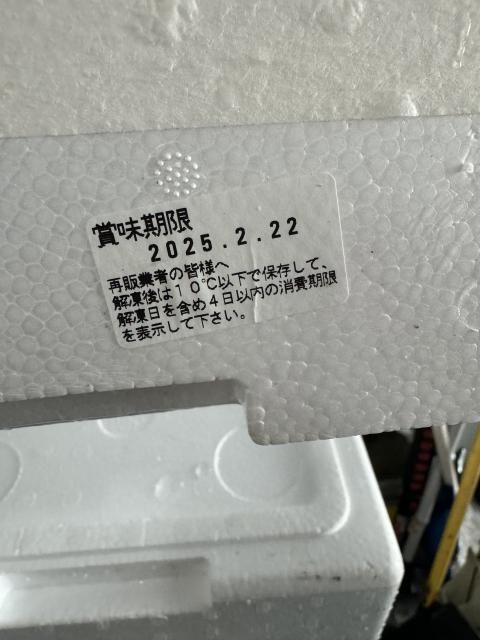 賞味期限
2025.2.22
再販業者の皆様へ
解凍後は10℃以下で保存して、
解凍日を含め4日以内の消費期限
を表示して下さい。